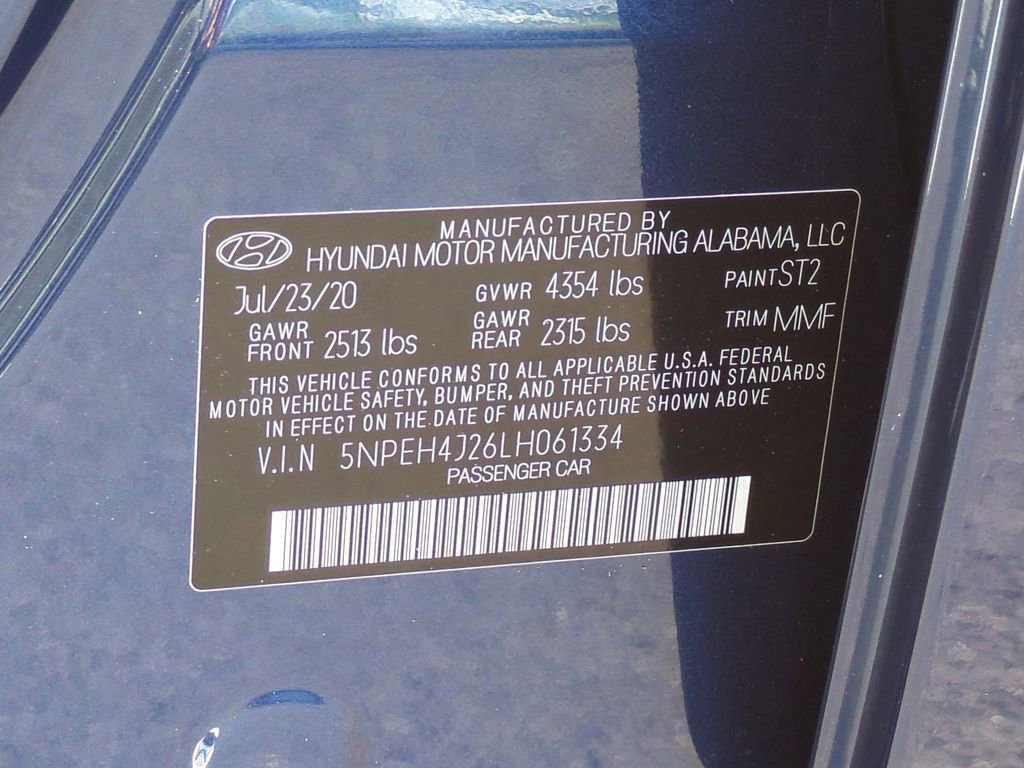 MANUFACTURED BY
HYUNDAI MOTOR MANUFACTURING ALABAMA, LLC
Jul/23/20 GVWR 4354 lbs PAINT ST2
GAWR FRONT 2513 lbs GAWR REAR 2315 lbs TRIM MMF
THIS VEHICLE CONFORMS TO ALL APPLICABLE U.S.A. FEDERAL
MOTOR VEHICLE SAFETY, BUMPER, AND THEFT PREVENTION STANDARDS
IN EFFECT ON THE DATE OF MANUFACTURE SHOWN ABOVE
V.I.N 5NPEH4J26LH061334
PASSENGER CAR